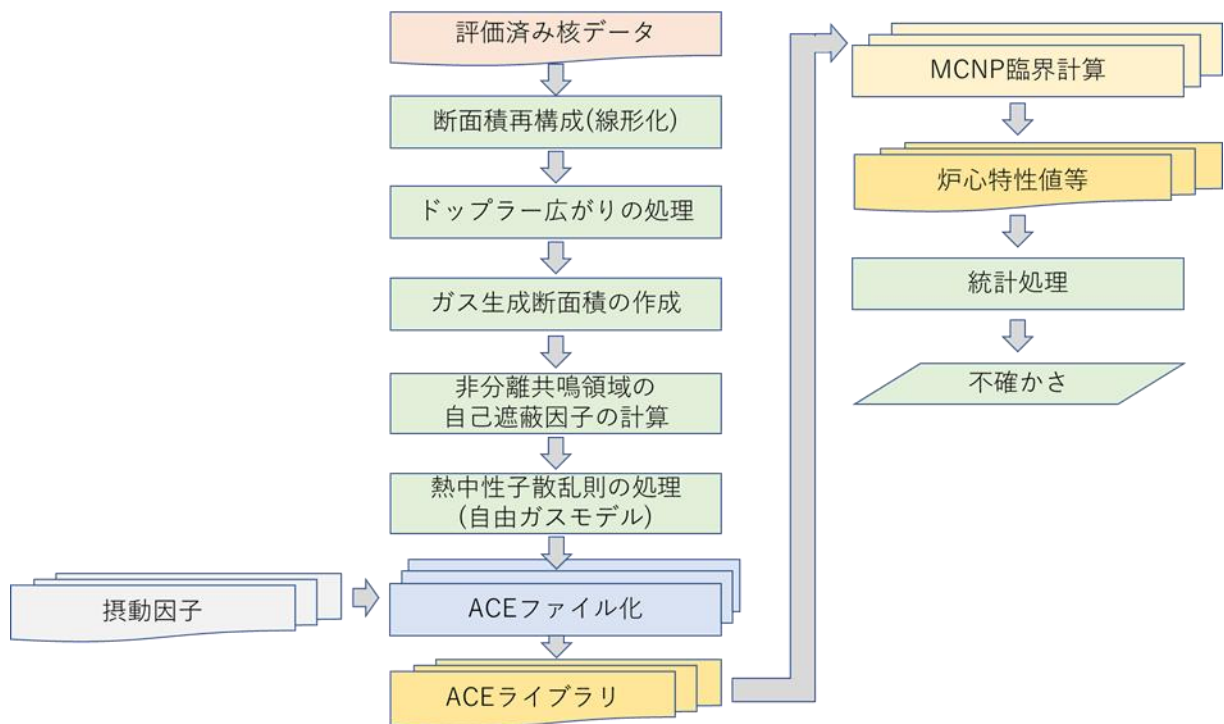 評価済み核データ
断面積再構成(線形化)
ドップラー広がりの処理
ガス生成断面積の作成
非分離共鳴領域の
自己遮蔽因子の計算
熱中性子散乱則の処理
(自由ガスモデル)
摂動因子
ACEファイル化
ACEライブラリ
MCNP臨界計算
炉心特性値等
統計処理
不確かさ